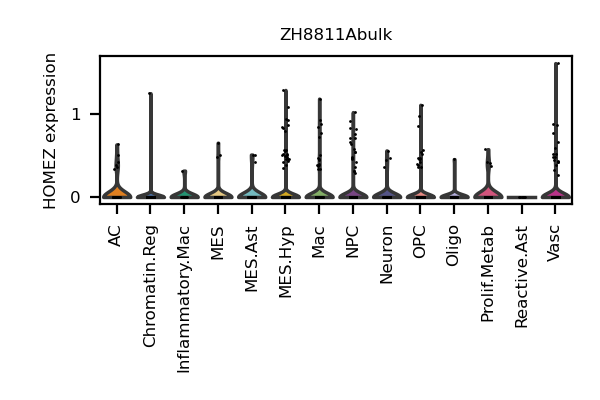 ZH8811Abulk
HOMEZ expression
1
0
AC
Chromatin.Reg
Inflammatory.Mac
MES
MES.Ast
MES.Hyp
Mac
NPC
Neuron
OPC
Oligo
Prolif.Metab
Reactive.Ast
Vasc